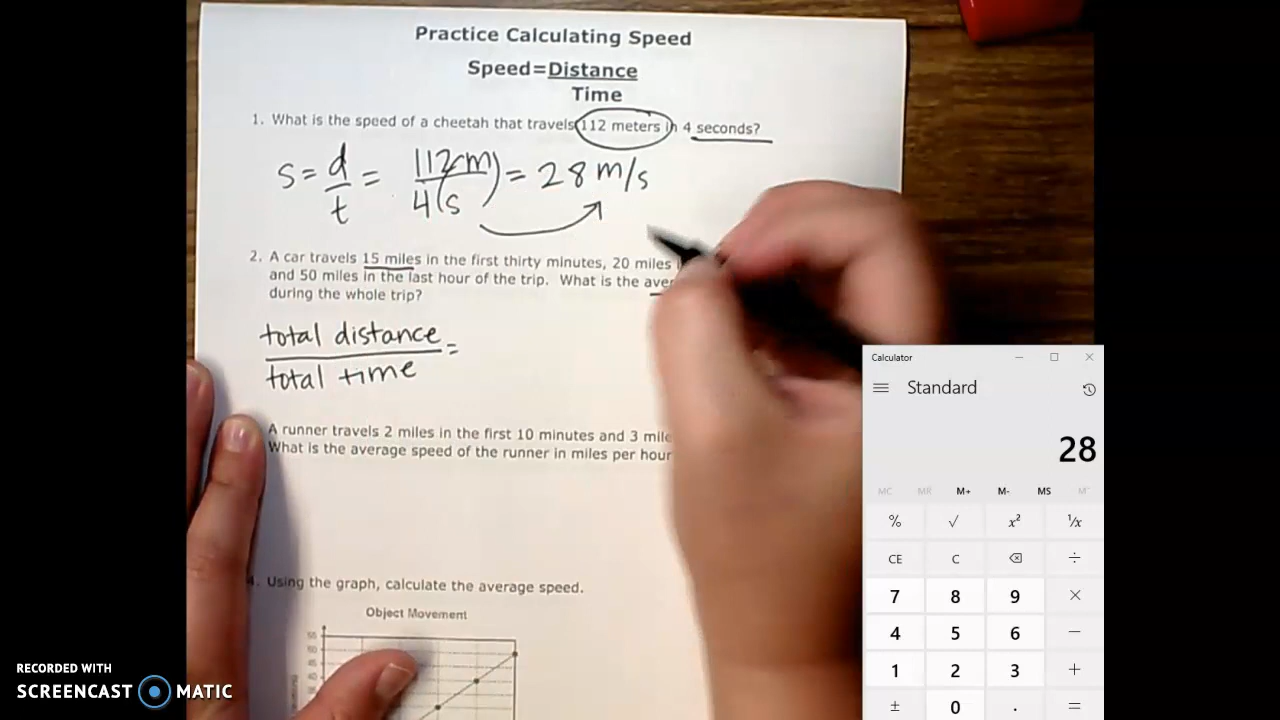 Practice Calculating Speed
Speed=Distance
Time
1. What is the speed of a cheetah that travels 112 meters in 4 seconds?
s = d/t = 112 m / 4 s = 28 m/s
2. A car travels 15 miles in the first thirty minutes, 20 miles
and 50 miles in the last hour of the trip. What is the
during the whole trip?
total distance =
total time
A runner travels 2 miles in the first 10 minutes and 3
What is the average speed of the runner in miles per hour
4. Using the graph, calculate the average speed.
Object Movement
55
50
45
40
35
Calculator
Standard
28
MC MR M+ M- MS
% √ x² ¹/x
CE C ÷
7 8 9 ×
4 5 6 −
1 2 3 +
± 0 . =
RECORDED WITH
SCREENCAST MATIC